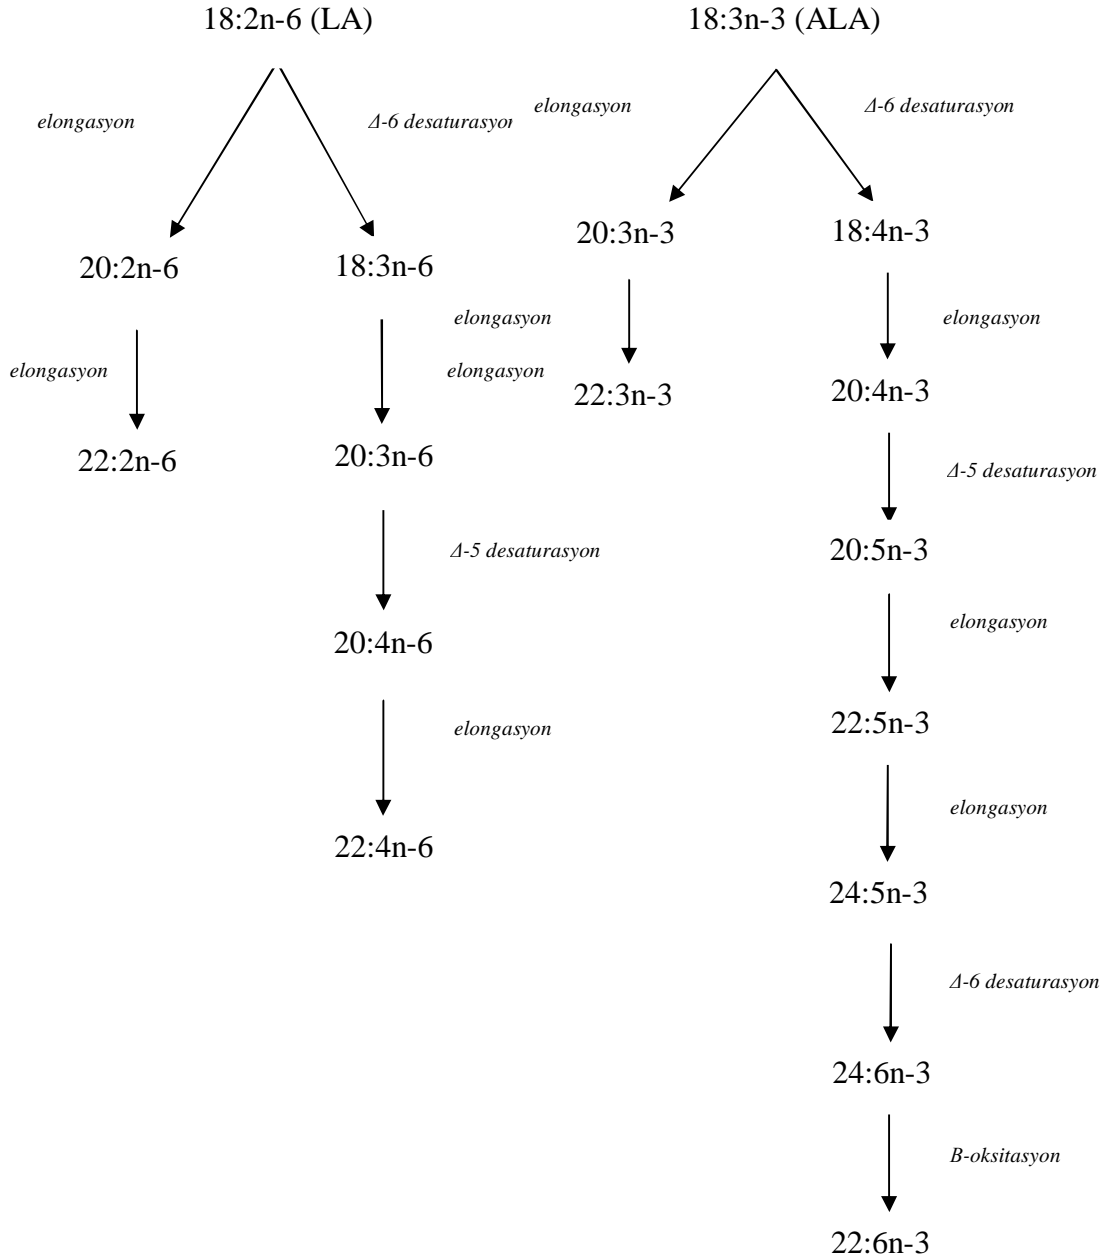 18:2n-6 (LA)
18:3n-3 (ALA)
elongasyon
Δ-6 desaturasyon
elongasyon
Δ-6 desaturasyon
20:2n-6
18:3n-6
20:3n-3
18:4n-3
elongasyon
elongasyon
elongasyon
elongasyon
22:2n-6
20:3n-6
22:3n-3
20:4n-3
Δ-5 desaturasyon
Δ-5 desaturasyon
20:4n-6
20:5n-3
elongasyon
elongasyon
22:4n-6
22:5n-3
elongasyon
24:5n-3
Δ-6 desaturasyon
24:6n-3
B-oksitasyon
22:6n-3